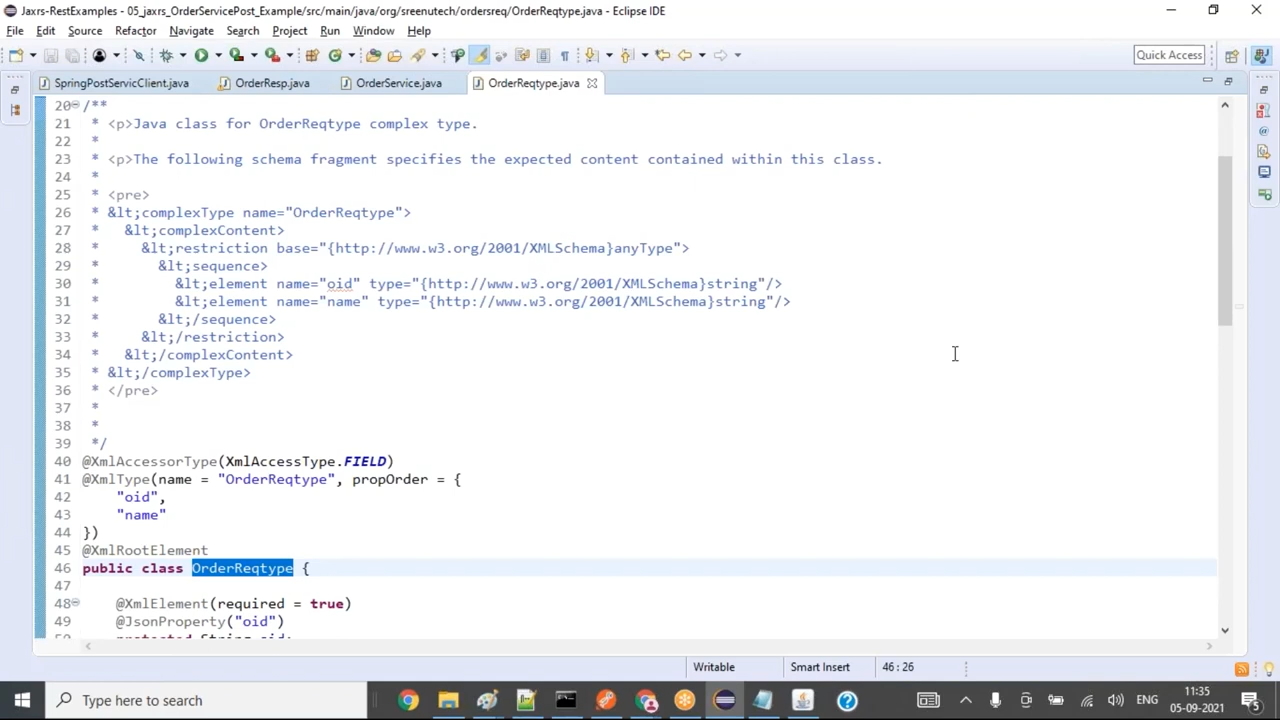 Jaxrs-RestExamples - 05_jaxrs_OrderServicePost_Example/src/main/java/org/sreenutech/ordersreq/OrderReqtype.java - Eclipse IDE
File Edit Source Refactor Navigate Search Project Run Window Help
Quick Access
SpringPostServicClient.java OrderResp.java OrderService.java OrderReqtype.java
20 /**
21 * <p>Java class for OrderReqtype complex type.
22 *
23 * <p>The following schema fragment specifies the expected content contained within this class.
24 *
25 * <pre>
26 * &lt;complexType name="OrderReqtype">
27 * &lt;complexContent>
28 * &lt;restriction base="{http://www.w3.org/2001/XMLSchema}anyType">
29 * &lt;sequence>
30 * &lt;element name="oid" type="{http://www.w3.org/2001/XMLSchema}string"/>
31 * &lt;element name="name" type="{http://www.w3.org/2001/XMLSchema}string"/>
32 * &lt;/sequence>
33 * &lt;/restriction>
34 * &lt;/complexContent>
35 * &lt;/complexType>
36 * </pre>
37 *
38 *
39 */
40 @XmlAccessorType(XmlAccessType.FIELD)
41 @XmlType(name = "OrderReqtype", propOrder = {
42 "oid",
43 "name"
44 })
45 @XmlRootElement
46 public class OrderReqtype {
47
48 @XmlElement(required = true)
49 @JsonProperty("oid")
50 protected String oid;
Writable Smart Insert 46 : 26
Type here to search
ENG
11:35
05-09-2021
5